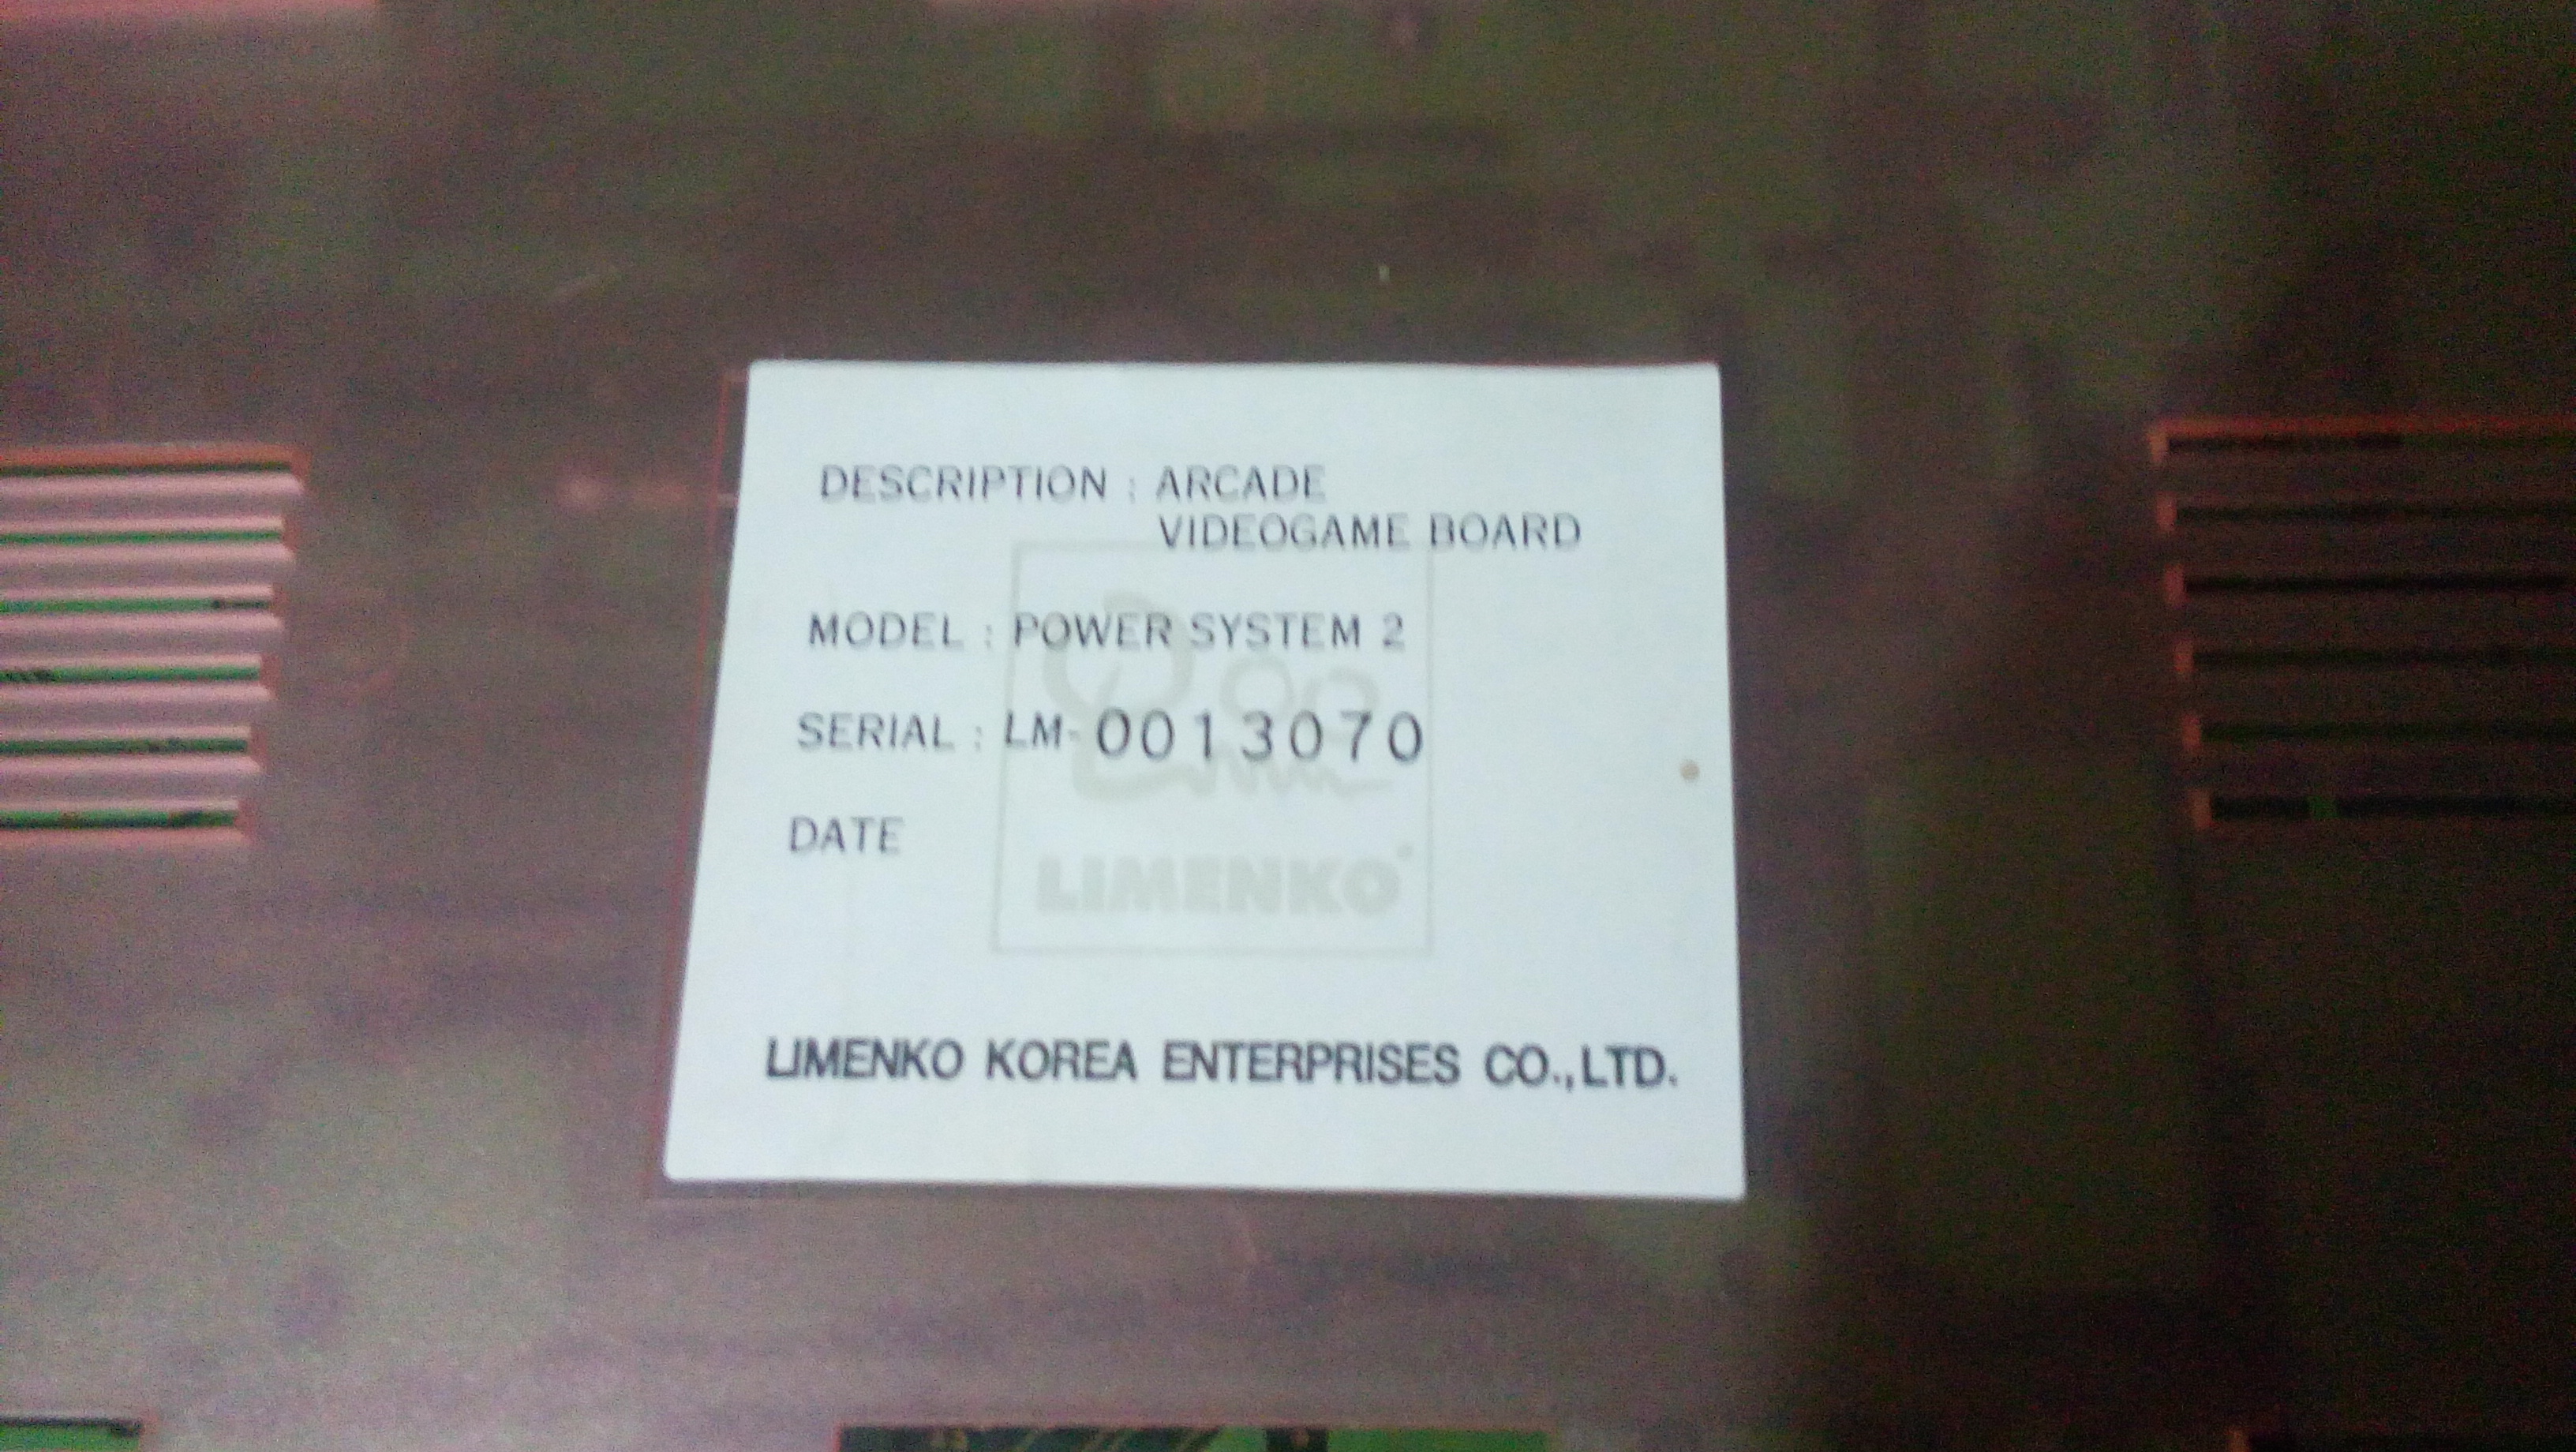 DESCRIPTION : ARCADE
VIDEOGAME BOARD
MODEL : POWER SYSTEM 2
SERIAL : LM-0013070
DATE
LIMENKO
LIMENKO KOREA ENTERPRISES CO.,LTD.